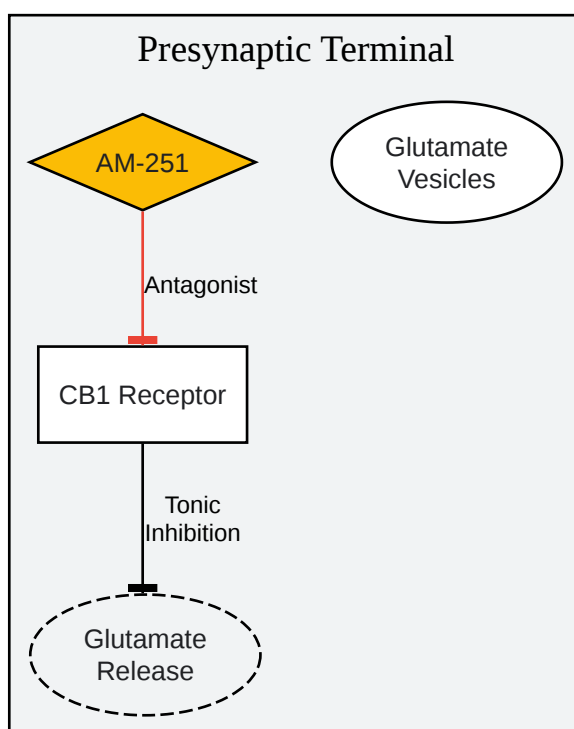 Presynaptic Terminal
AM-251
Glutamate
Vesicles
Antagonist
CB1 Receptor
Tonic
Inhibition
Glutamate
Release